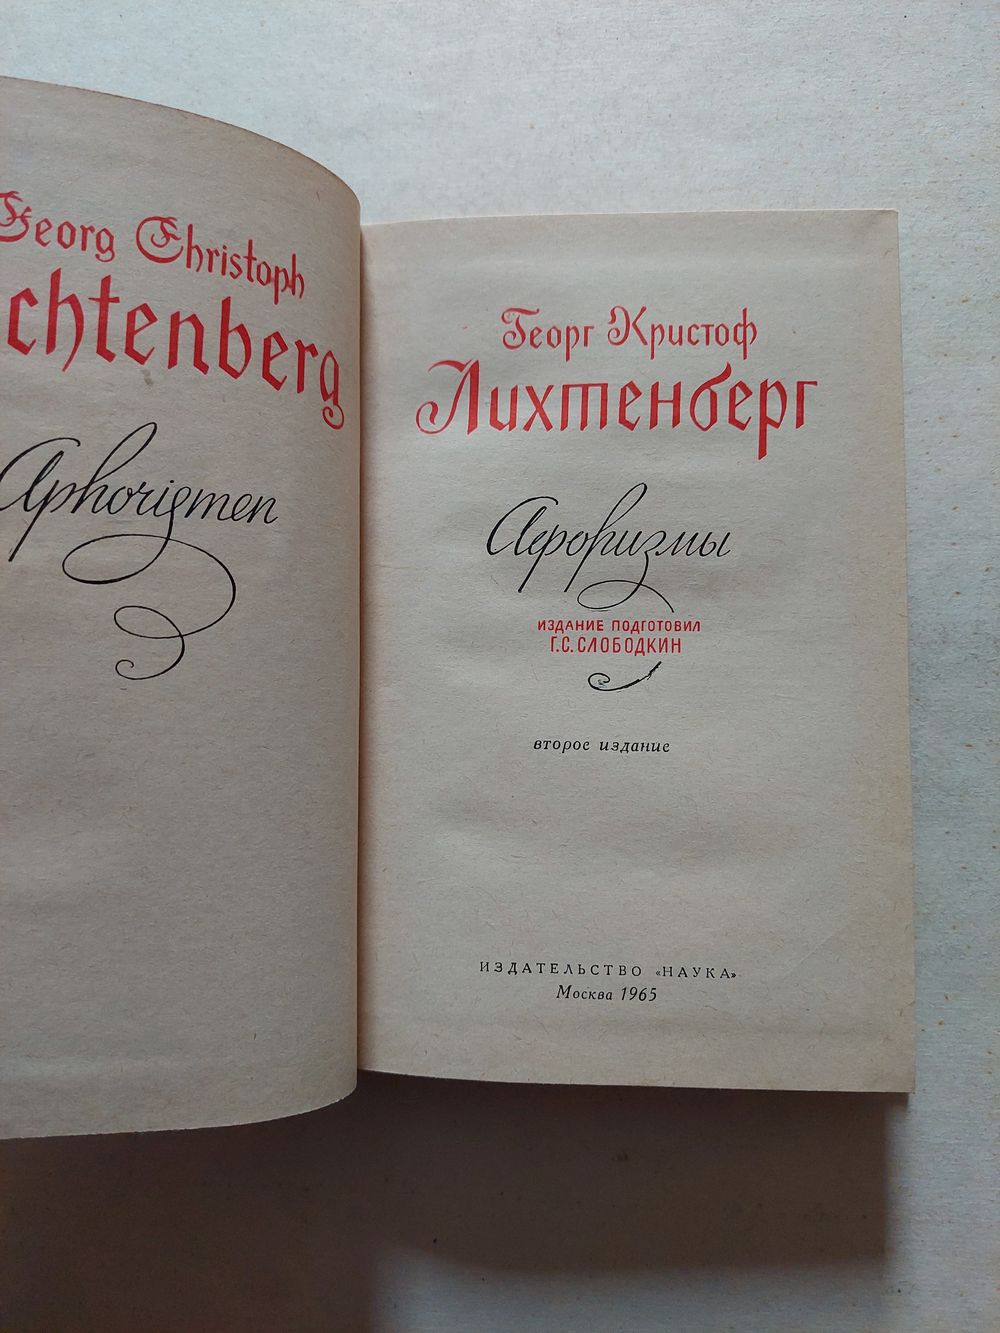 Georg Christoph
chtenberg
Aphorismen
Георг Кристоф
Лихтенберг
Афоризмы
ИЗДАНИЕ ПОДГОТОВИЛ
Г. С. СЛОБОДКИН
второе издание
ИЗДАТЕЛЬСТВО «НАУКА»
Москва 1965